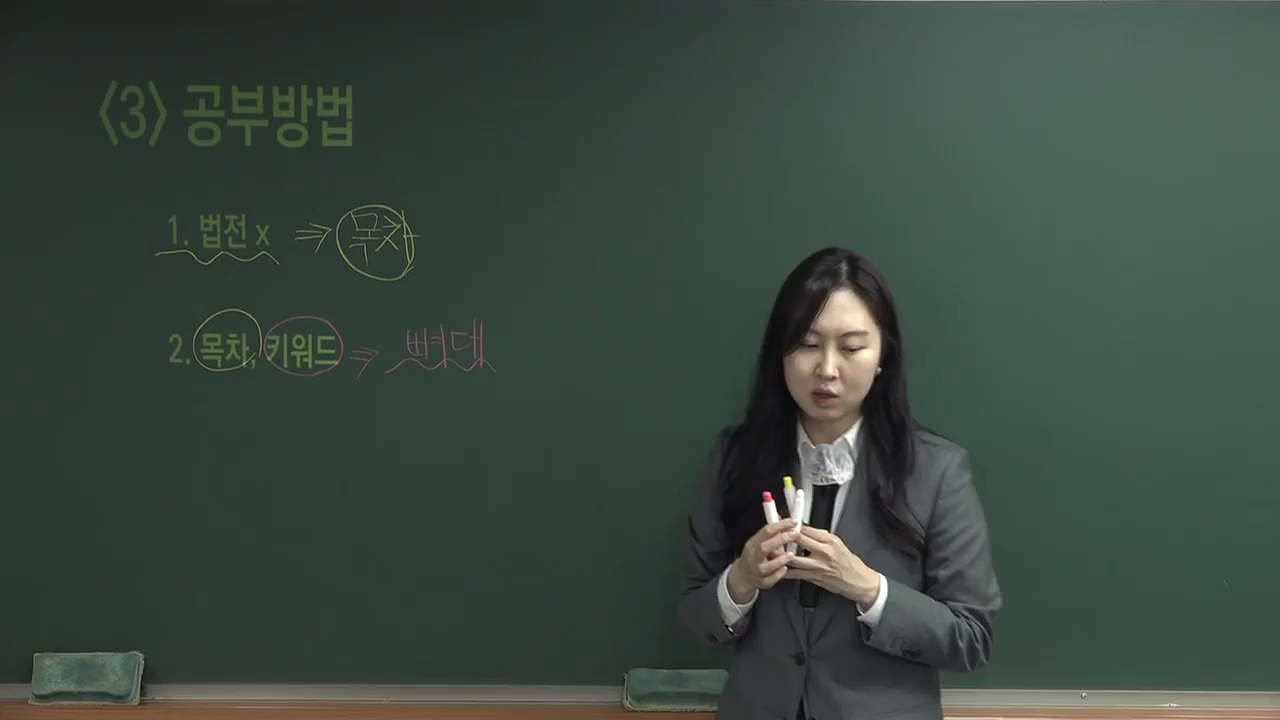 〈3〉 공부방법
1. 법전 x ⇒ 목차
2. 목차, 키워드 ⇒ 뼈대